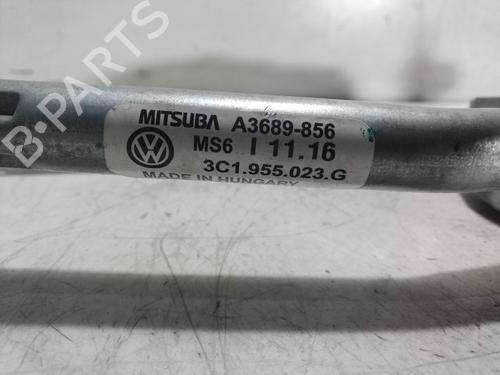 MITSUBA A3689-856
MS6 I 11.16
3C1.955.023.G
MADE IN HUNGARY
B-PARTS